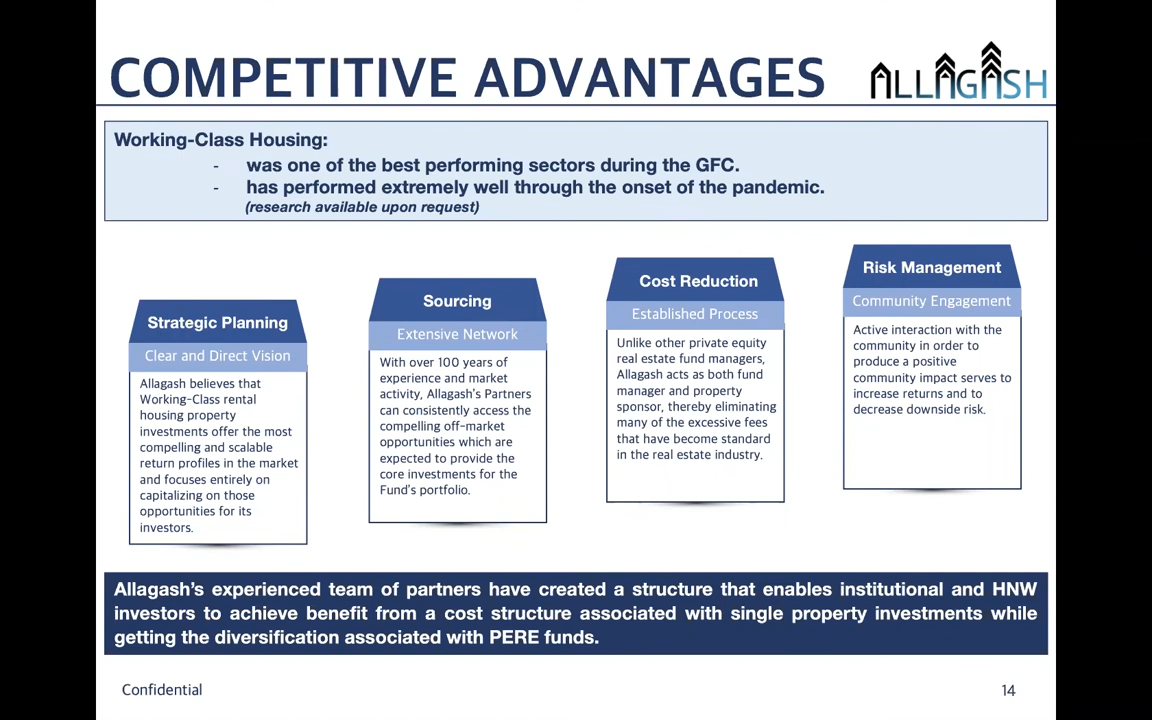 COMPETITIVE ADVANTAGES
ALLAGASH
Working-Class Housing:
- was one of the best performing sectors during the GFC.
- has performed extremely well through the onset of the pandemic.
(research available upon request)
Strategic Planning
Clear and Direct Vision
Allagash believes that
Working-Class rental
housing property
investments offer the most
compelling and scalable
return profiles in the market
and focuses entirely on
capitalizing on those
opportunities for its
investors.
Sourcing
Extensive Network
With over 100 years of
experience and market
activity, Allagash's Partners
can consistently access the
compelling off-market
opportunities which are
expected to provide the
core investments for the
Fund's portfolio.
Cost Reduction
Established Process
Unlike other private equity
real estate fund managers,
Allagash acts as both fund
manager and property
sponsor, thereby eliminating
many of the excessive fees
that have become standard
in the real estate industry.
Risk Management
Community Engagement
Active interaction with the
community in order to
produce a positive
community impact serves to
increase returns and to
decrease downside risk.
Allagash's experienced team of partners have created a structure that enables institutional and HNW
investors to achieve benefit from a cost structure associated with single property investments while
getting the diversification associated with PERE funds.
Confidential
14